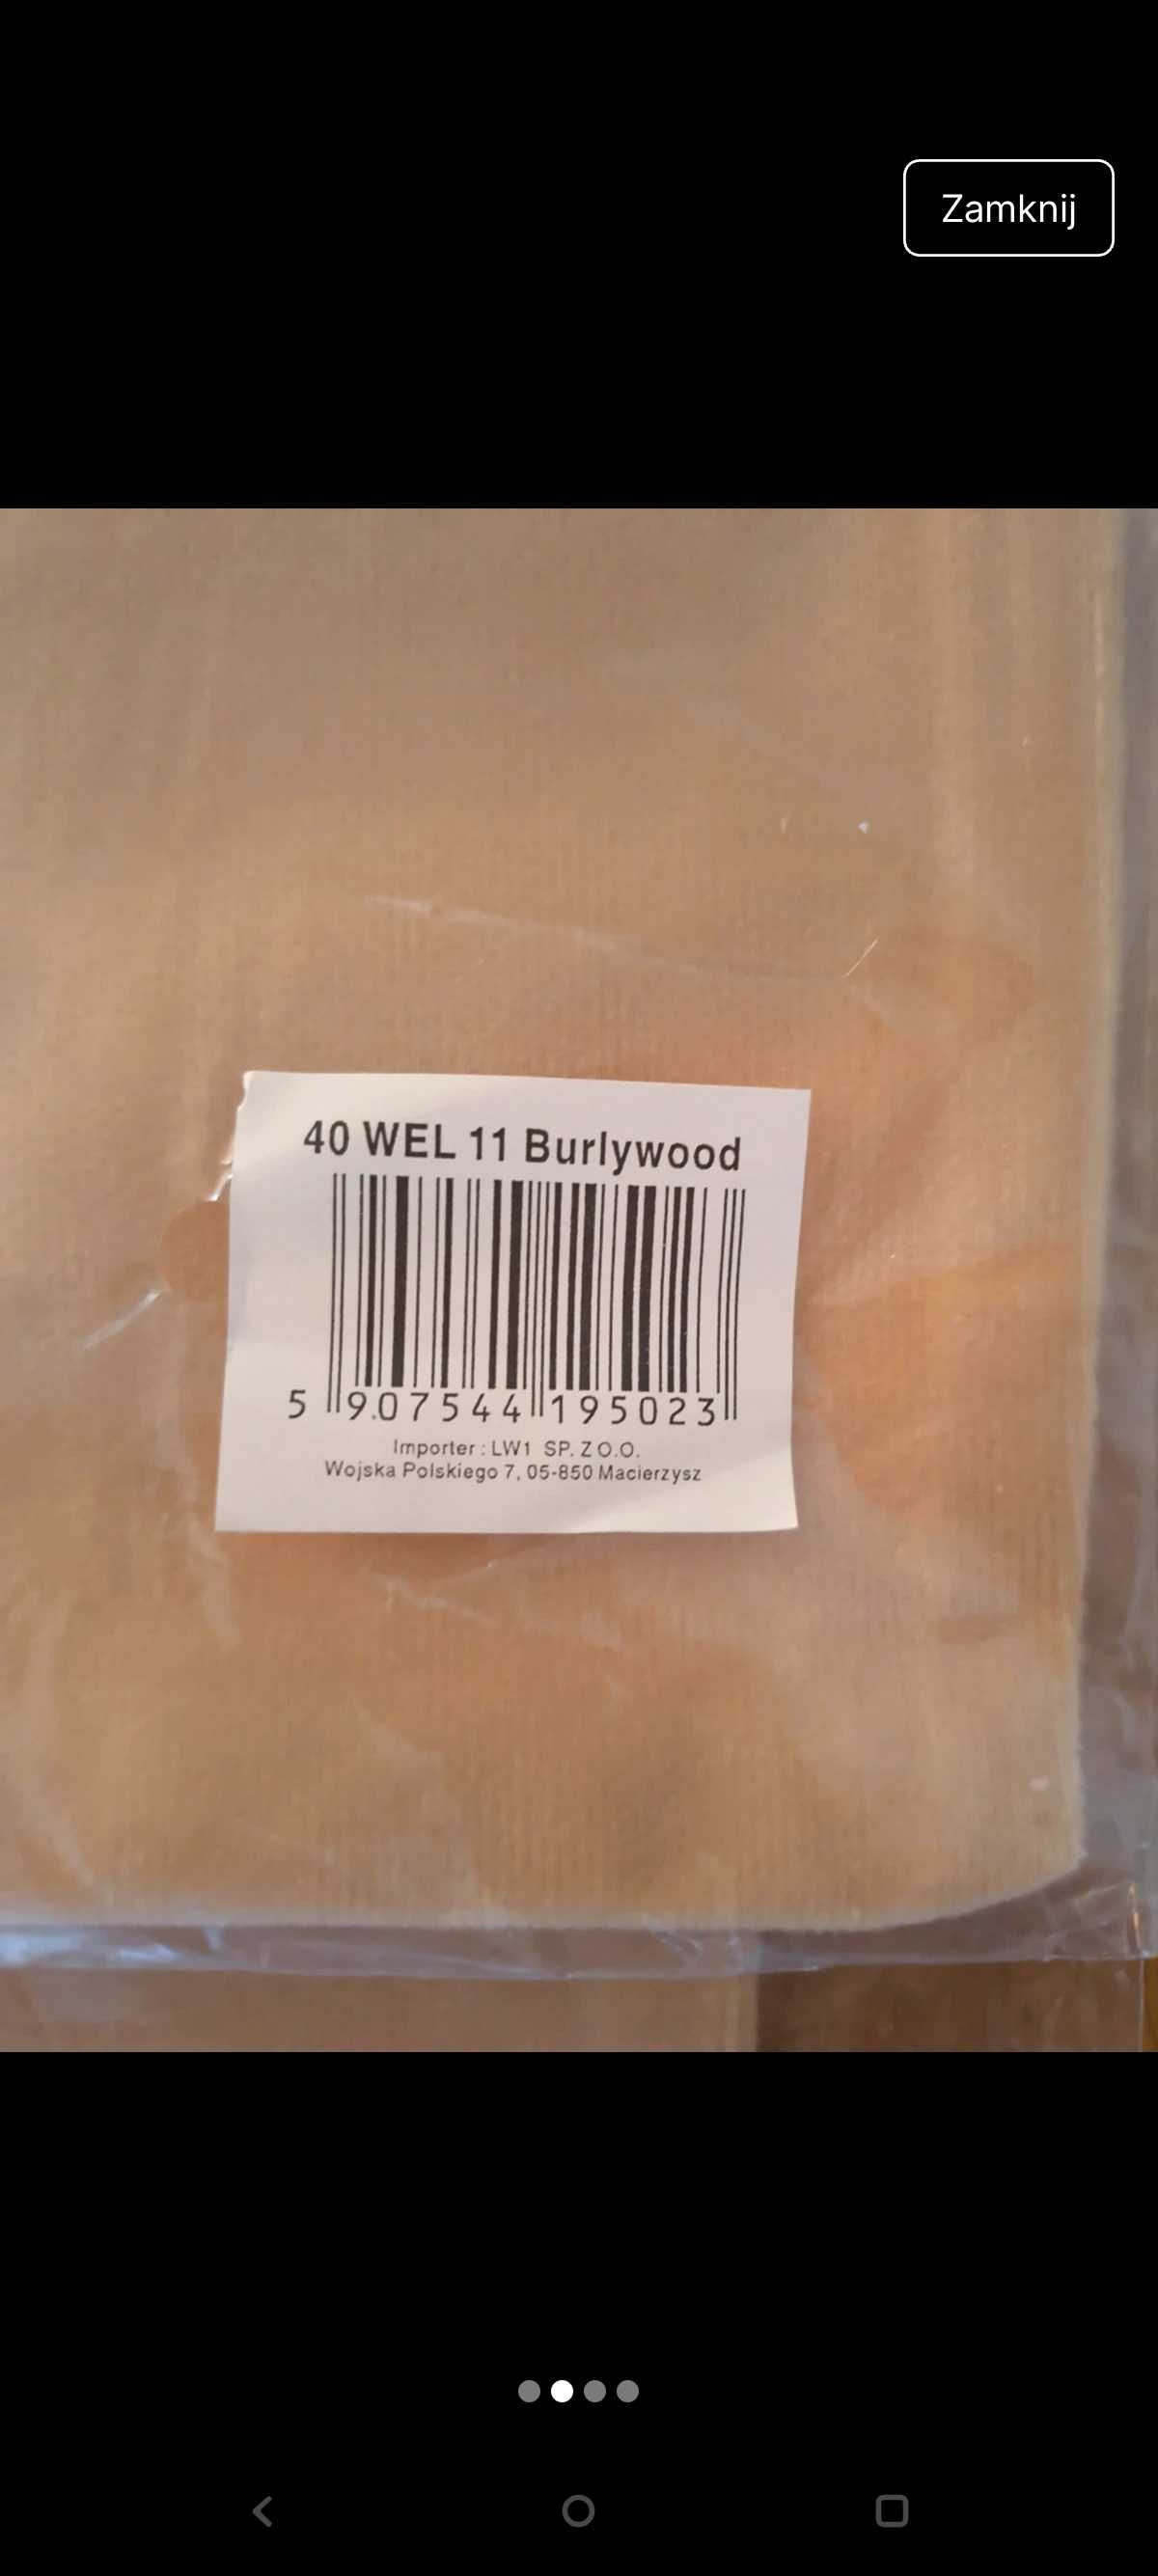 Zamknij
40 WEL 11 Burlywood
5 907544 195023
Importer : LW1 SP. Z O.O.
Wojska Polskiego 7, 05-850 Macierzysz